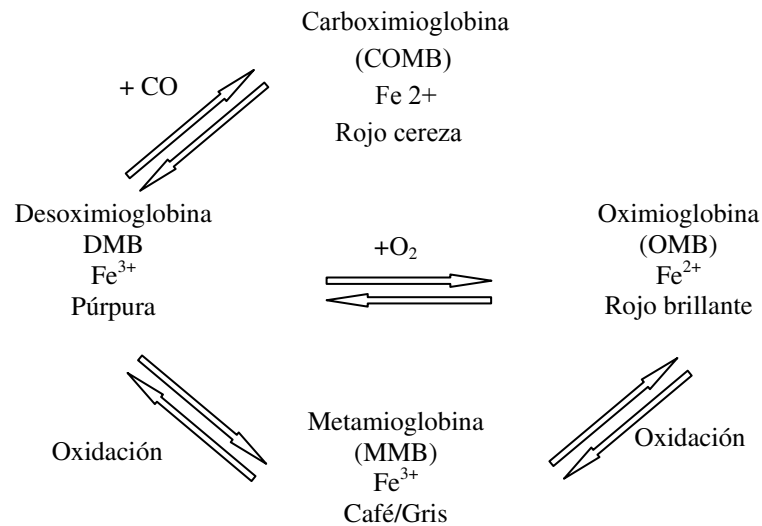 Carboximioglobina
(COMB)
+ CO
Fe 2+
Rojo cereza
Desoximioglobina
DMB
Fe³⁺
Púrpura
+O₂
Oximioglobina
(OMB)
Fe²⁺
Rojo brillante
Oxidación
Metamioglobina
(MMB)
Fe³⁺
Café/Gris
Oxidación